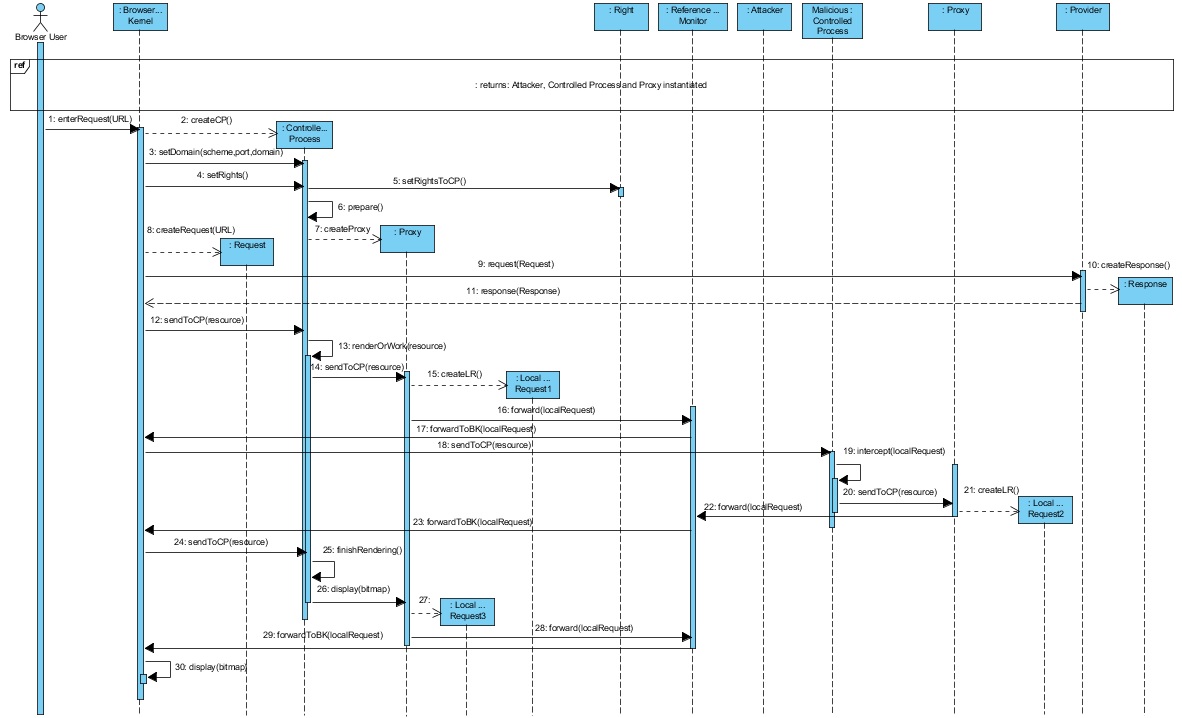 : Browser...
Kernel
: Right
: Reference ...
Monitor
: Attacker
Malicious :
Controlled
Process
: Proxy
: Provider
Browser User
ref
: returns: Attacker, Controlled Process and Proxy instantiated
1: enterRequest(URL)
2: createCP()
: Controlle...
Process
3: setDomain(scheme,port,domain)
4: setRights()
5: setRightsToCP()
6: prepare()
7: createProxy
: Proxy
8: createRequest(URL)
: Request
9: request(Request)
10: createResponse()
: Response
11: response(Response)
12: sendToCP(resource)
13: renderOrWork(resource)
14: sendToCP(resource)
15: createLR()
: Local ...
Request1
16: forward(localRequest)
17: forwardToBK(localRequest)
18: sendToCP(resource)
19: intercept(localRequest)
20: sendToCP(resource)
21: createLR()
: Local ...
Request2
22: forward(localRequest)
23: forwardToBK(localRequest)
24: sendToCP(resource)
25: finishRendering()
26: display(bitmap)
27:
: Local ...
Request3
28: forward(localRequest)
29: forwardToBK(localRequest)
30: display(bitmap)